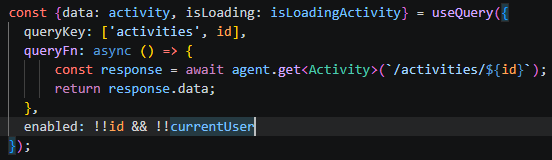 const {data: activity, isLoading: isLoadingActivity} = useQuery({
queryKey: ['activities', id],
queryFn: async () => {
const response = await agent.get<Activity>(`/activities/${id}`);
return response.data;
},
enabled: !!id && !!currentUser
});